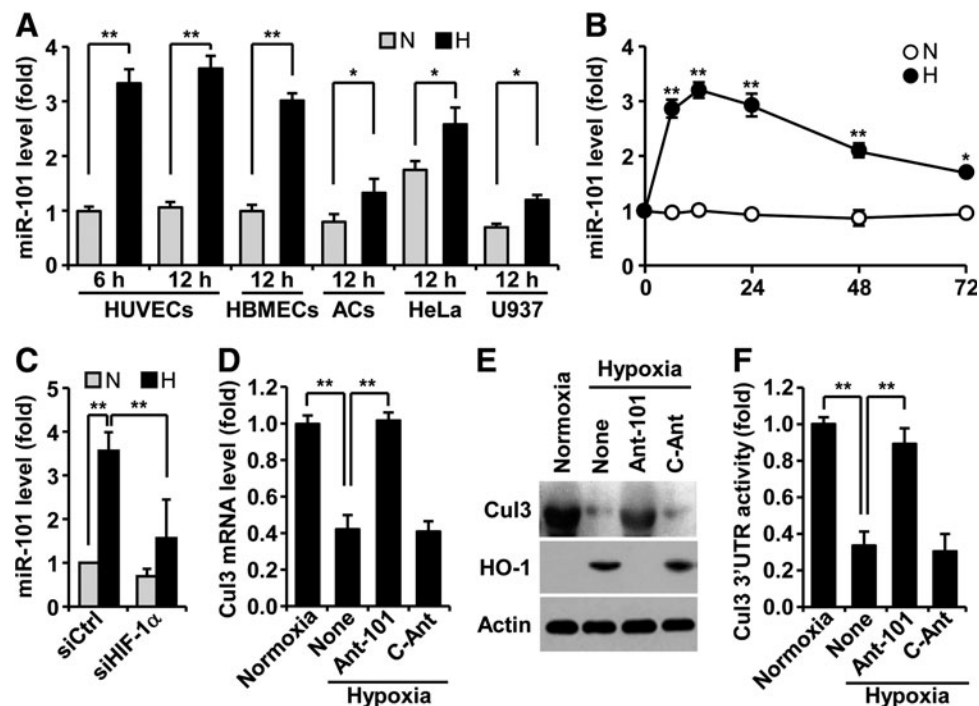 A
N H
miR-101 level (fold)
4
3
2
1
0
** ** ** * * *
6 h 12 h 12 h 12 h 12 h 12 h
HUVECs HBMECs ACs HeLa U937
B
N
H
miR-101 level (fold)
4
3
2
1
0
** ** ** ** *
0 24 48 72
C
N H
miR-101 level (fold)
5
4
3
2
1
0
** **
siCtrl siHIF-1α
D
Cul3 mRNA level (fold)
1.2
1.0
0.8
0.6
0.4
0.2
0.0
** **
Normoxia None Ant-101 C-Ant
Hypoxia
E
Hypoxia
Normoxia None Ant-101 C-Ant
Cul3
HO-1
Actin
F
Cul3 3'UTR activity (fold)
1.2
1.0
0.8
0.6
0.4
0.2
0.0
** **
Normoxia None Ant-101 C-Ant
Hypoxia